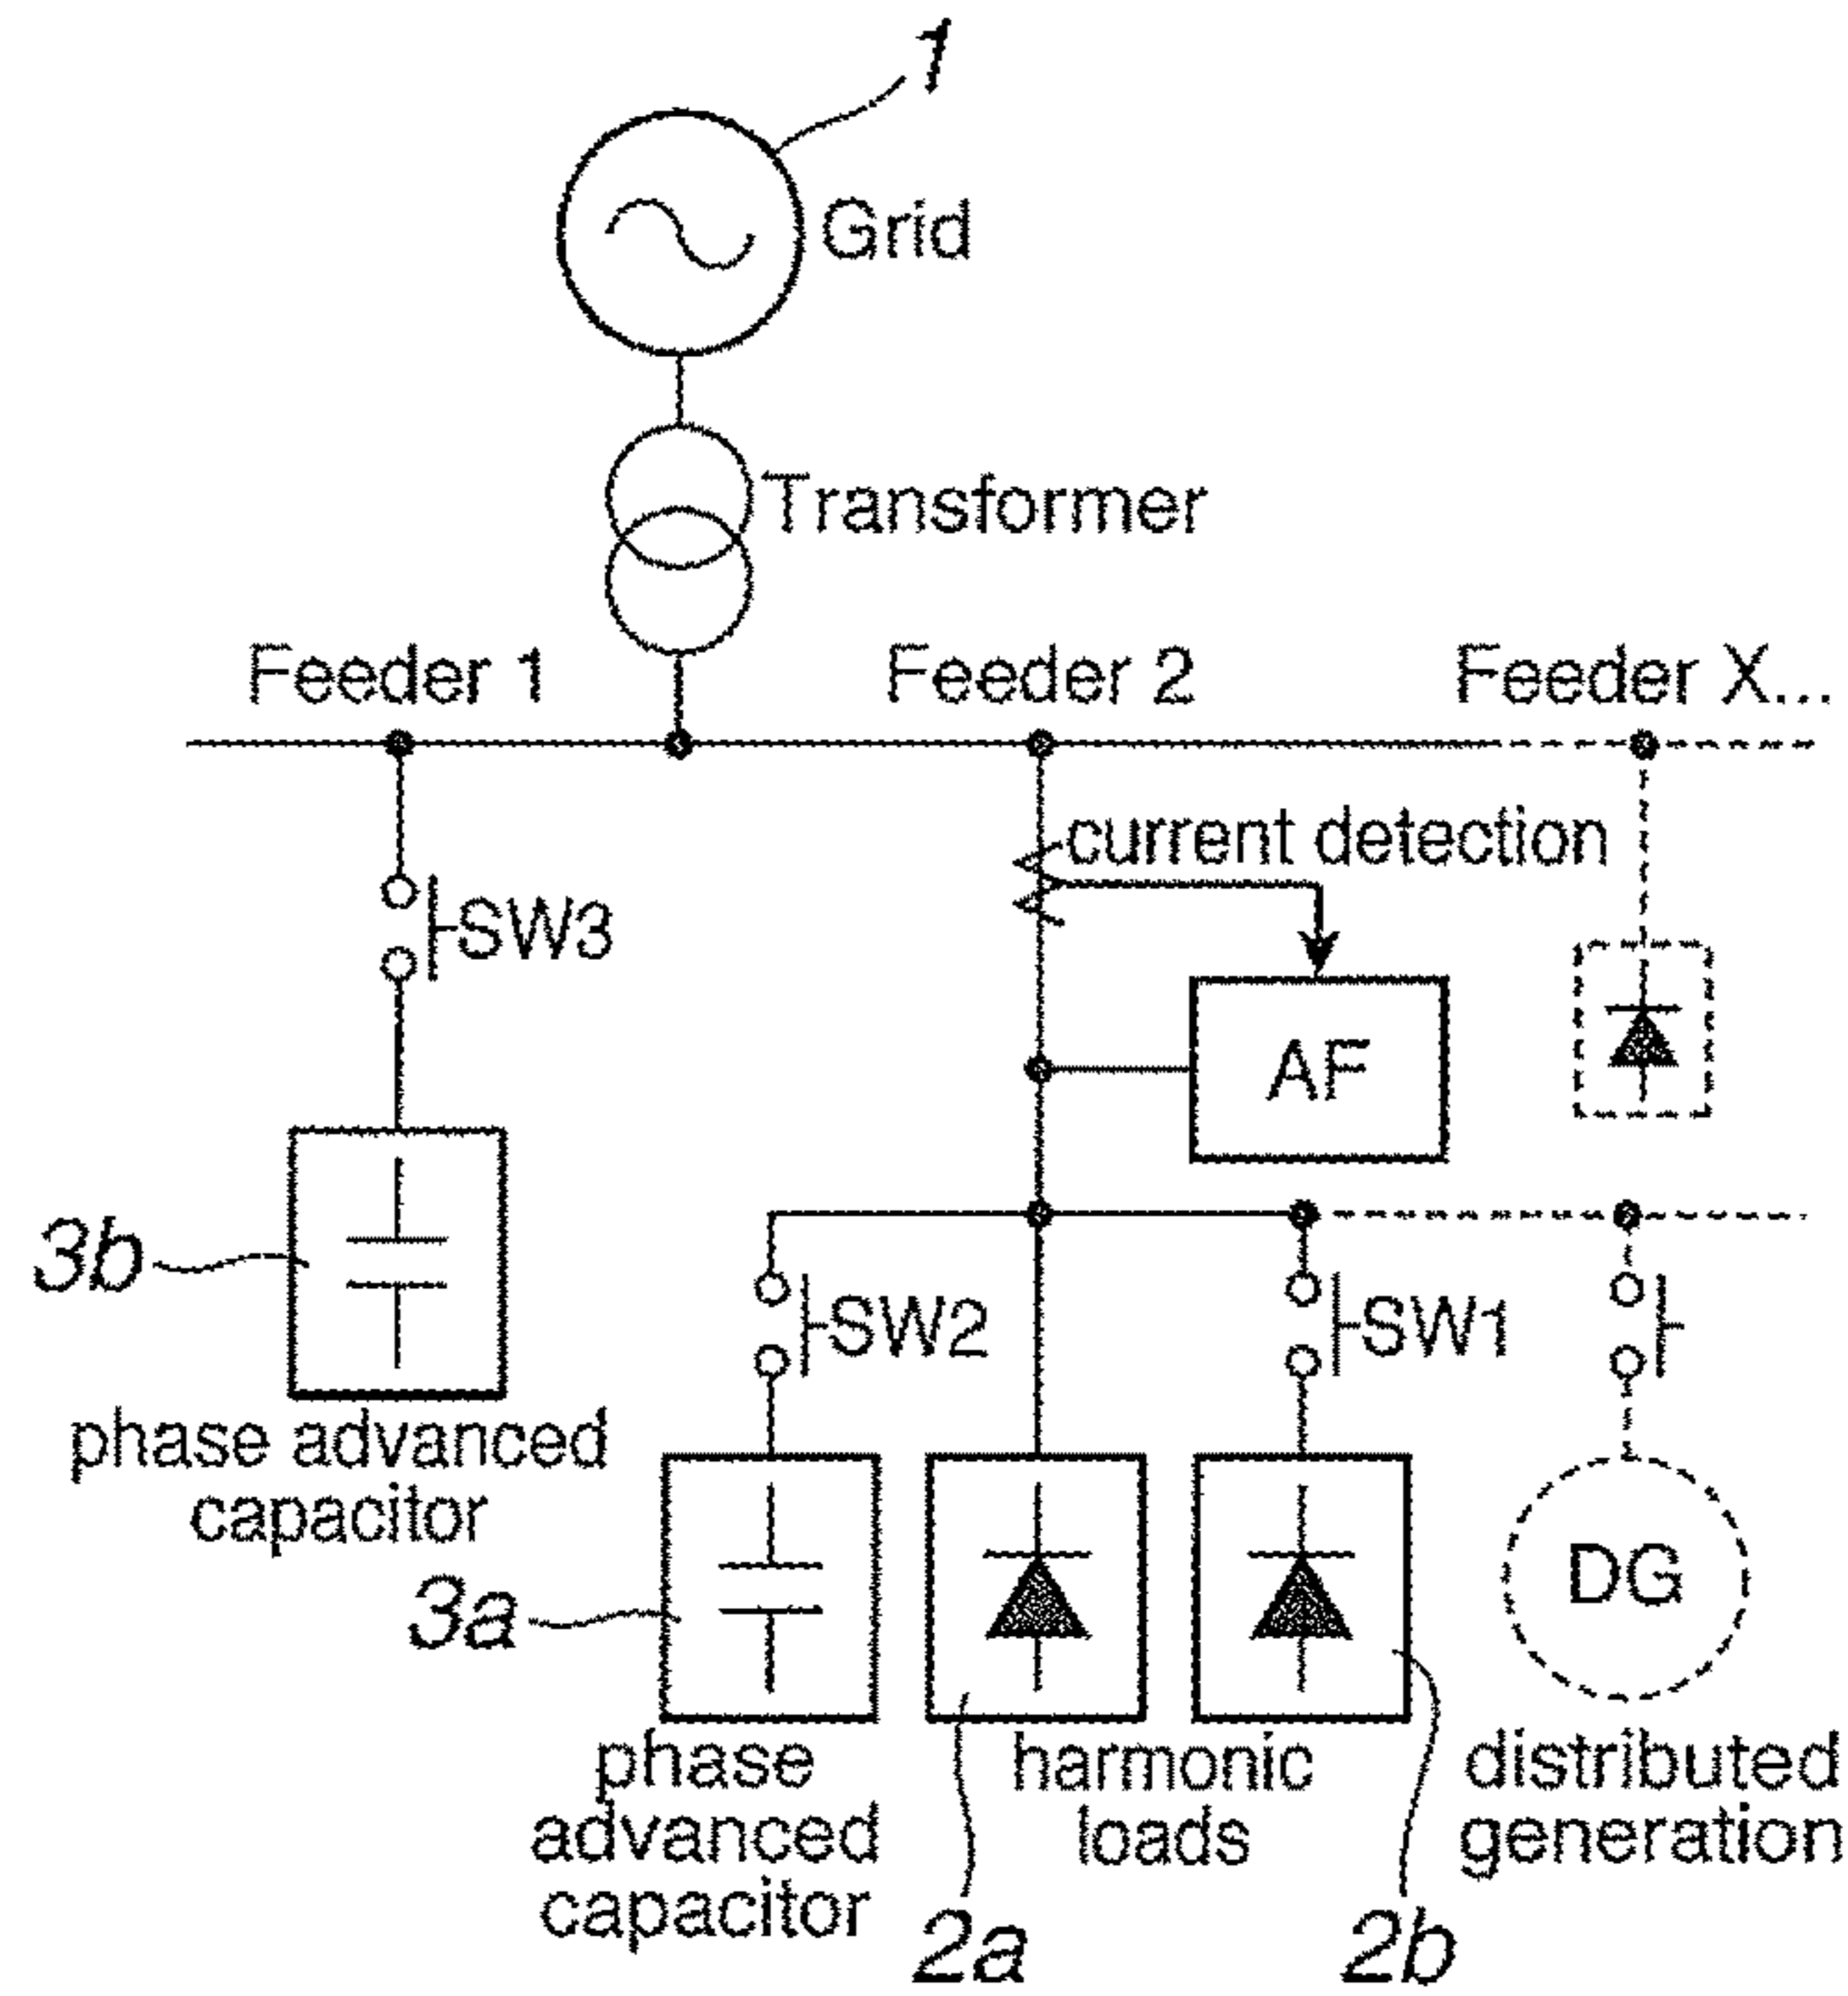 1
Grid
Transformer
Feeder 1
Feeder 2
Feeder X...
current detection
SW3
AF
3b
SW2
SW1
phase advanced
capacitor
3a
DG
phase
advanced
capacitor
harmonic
loads
distributed
generation
2a
2b